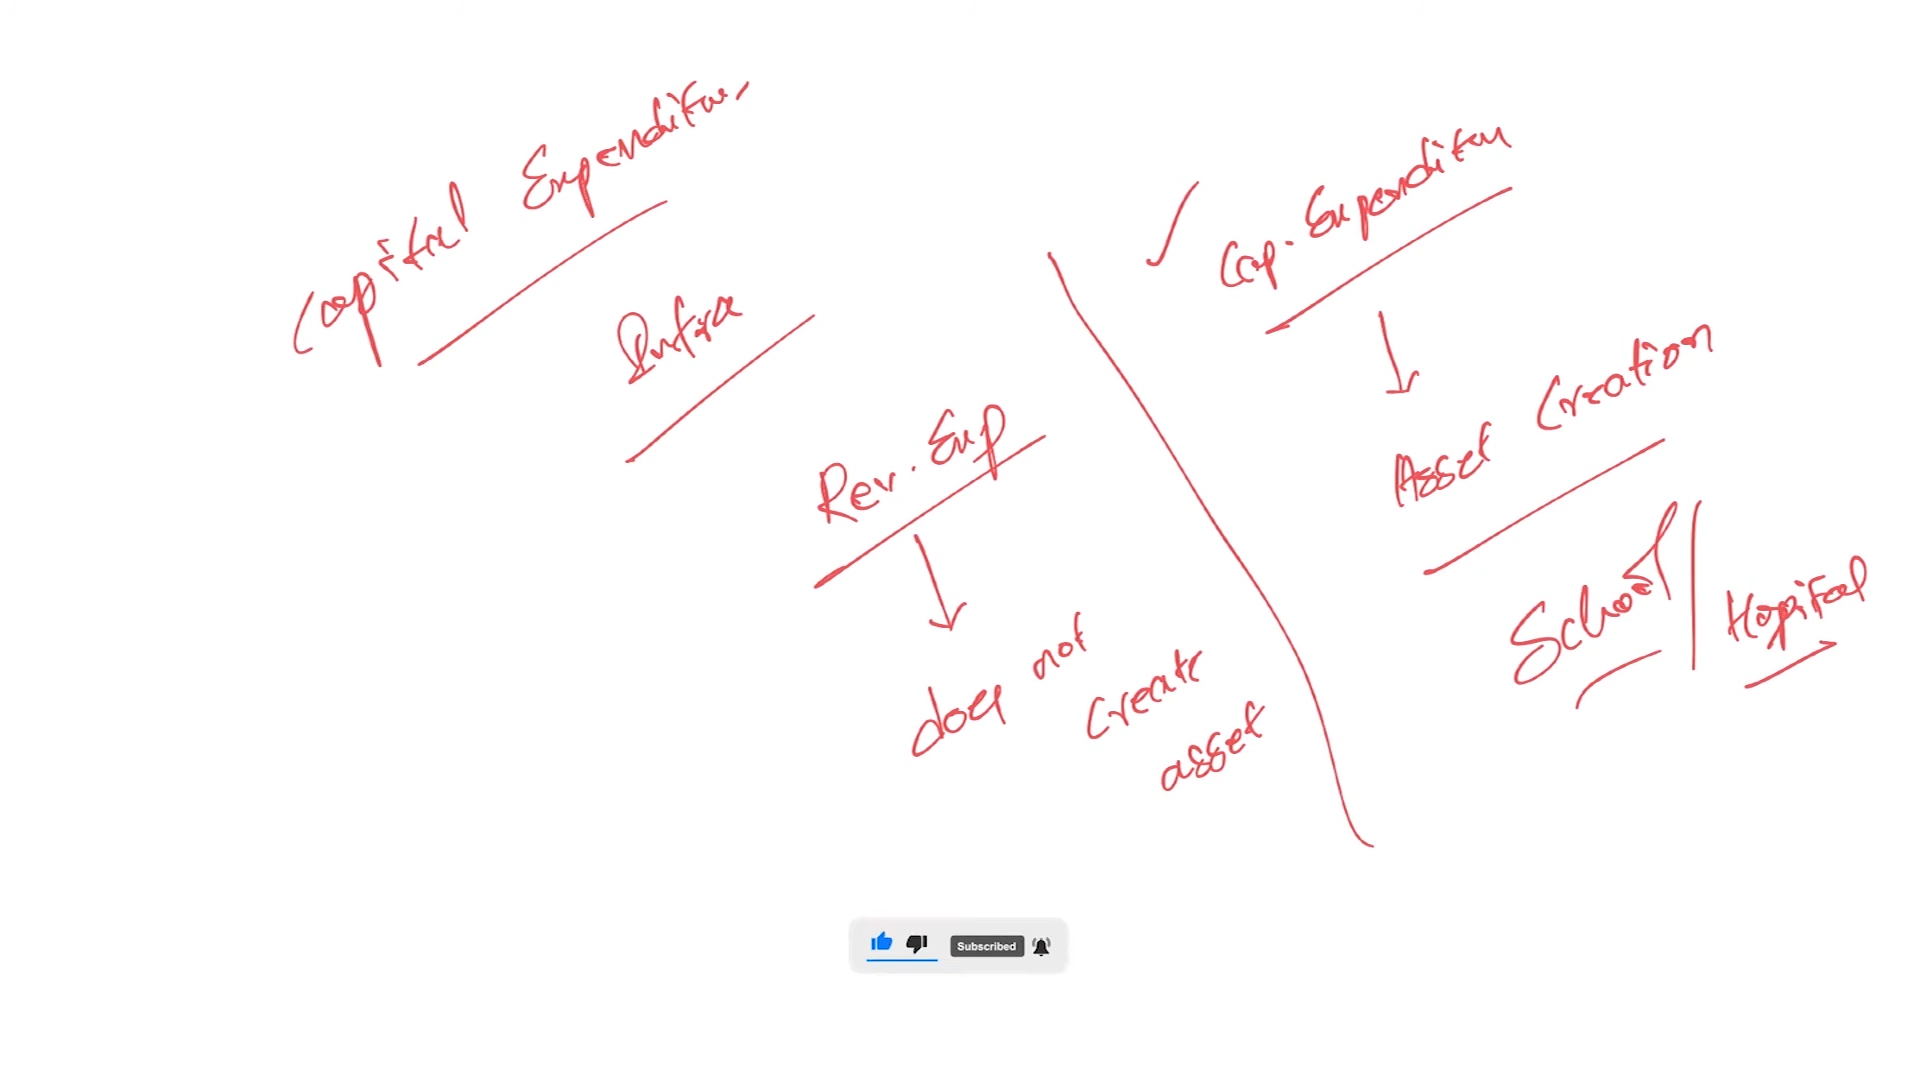 Capital Expenditure
Infra
Rev. Exp
does not
create
asset
Cap. Expenditure
Asset Creation
School / Hospital
Subscribed